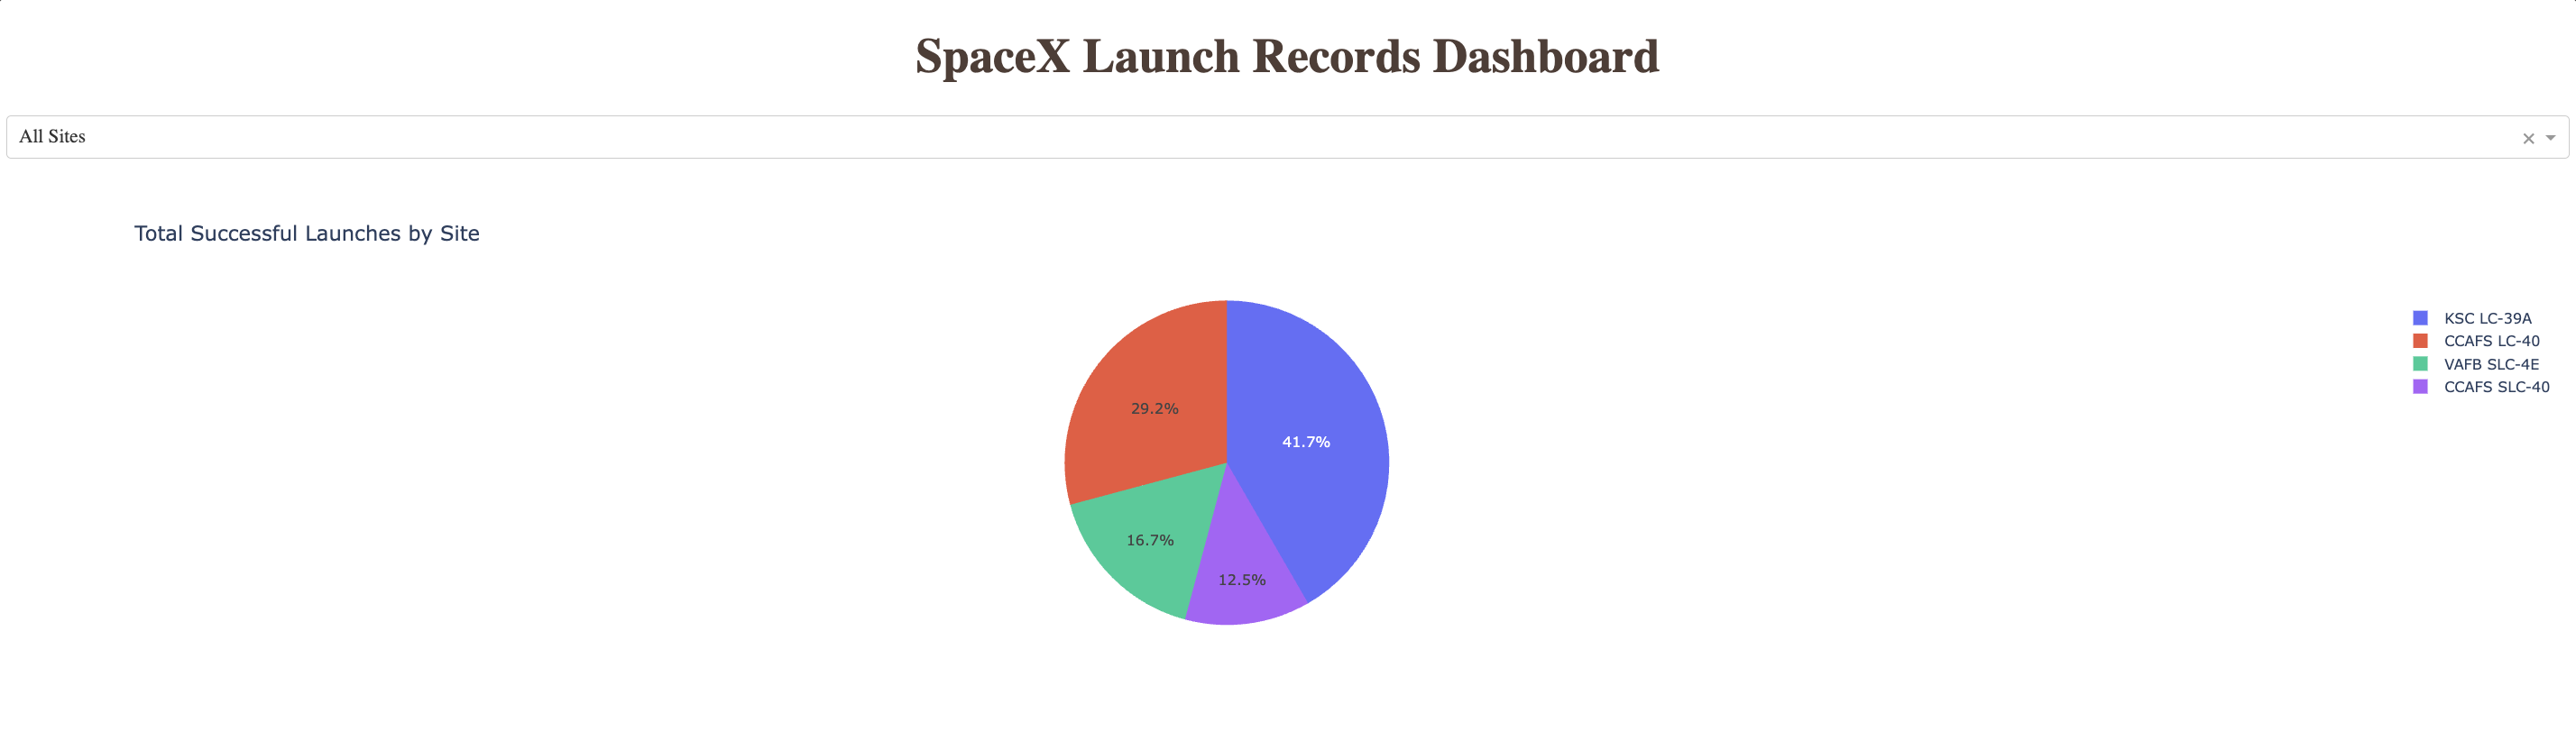 SpaceX Launch Records Dashboard
All Sites
Total Successful Launches by Site
KSC LC-39A
CCAFS LC-40
VAFB SLC-4E
CCAFS SLC-40
29.2%
41.7%
16.7%
12.5%